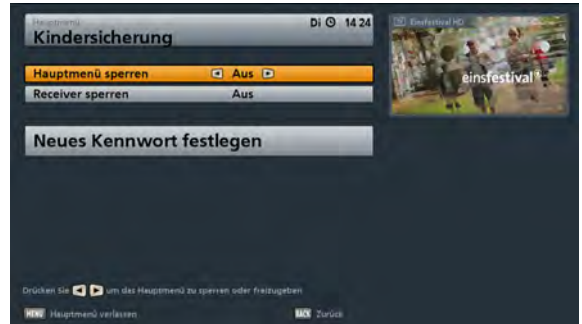 Hauptmenü
Di 14 24
Kindersicherung
Einsfestival HD
einsfestival
Hauptmenü sperren Aus
Receiver sperren Aus
Neues Kennwort festlegen
Drücken Sie um das Hauptmenü zu sperren oder freizugeben
MENU Hauptmenü verlassen
BACK Zurück